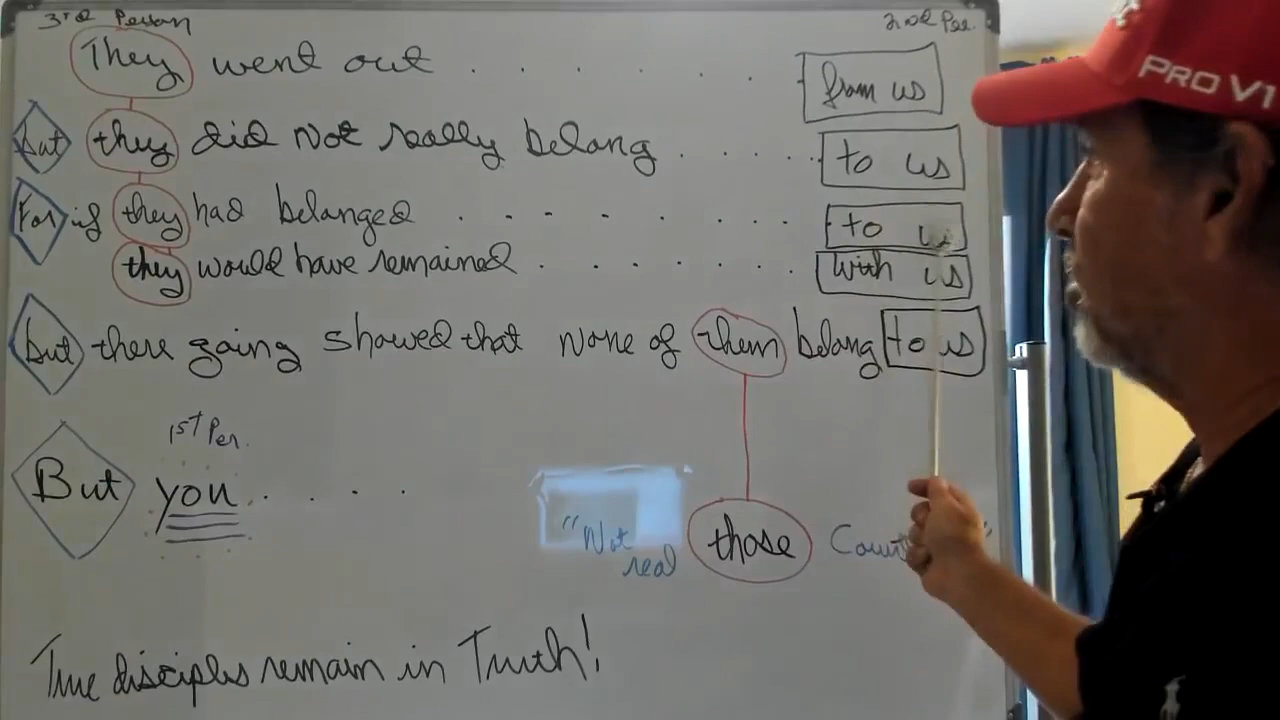 3rd Person 2nd Per.
They went out . . . . . . . from us
but they did Not really belong . . . . . to us
For if they had belonged . . . . . . . . to us
they would have remained . . . . . . . with us
but there going showed that none of them belong to us
1st Per.
But you . . . .
"Not real those
True disciples remain in Truth!
PRO V1